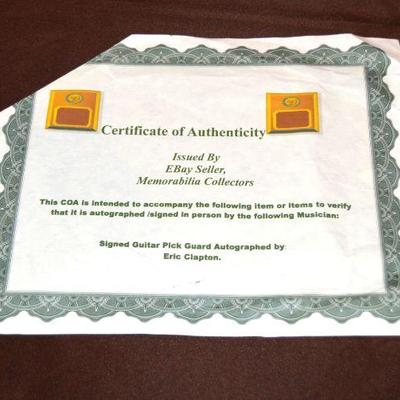 Certificate of Authenticity
Issued By
EBay Seller,
Memorabilia Collectors
This COA is intended to accompany the following item or items to verify
that it is autographed /signed in person by the following Musician:
Signed Guitar Pick Guard Autographed by
Eric Clapton.